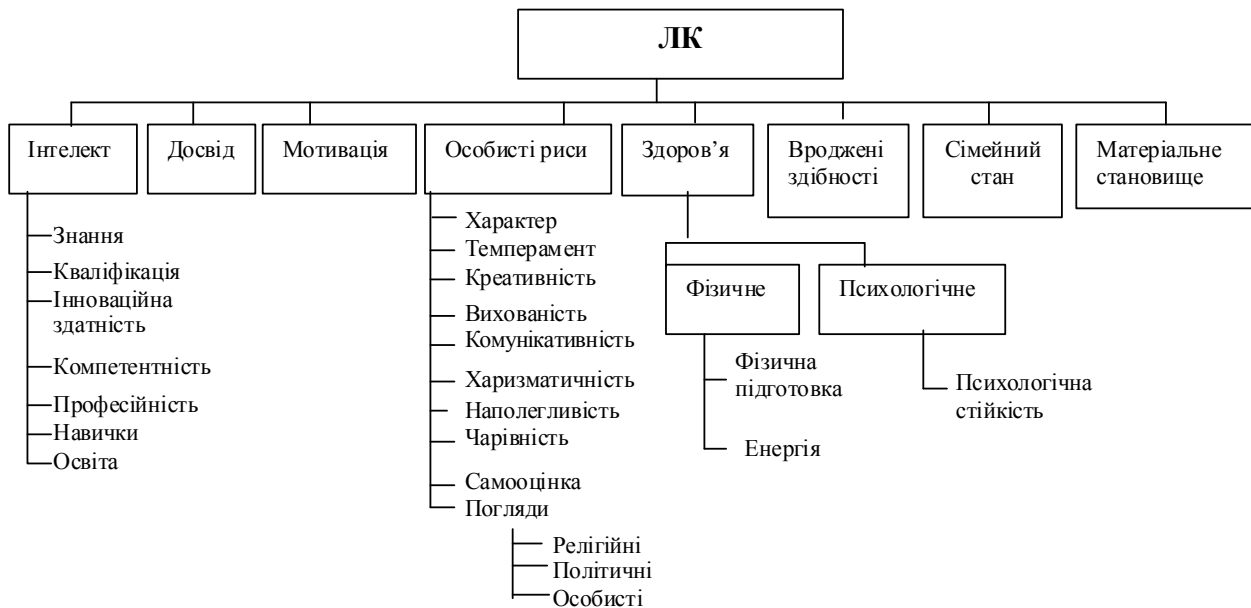 ЛК
Інтелект
Досвід
Мотивація
Особисті риси
Здоров’я
Вроджені
здібності
Сімейний
стан
Матеріальне
становище
Знання
Кваліфікація
Інноваційна
здатність
Компетентність
Професійність
Навички
Освіта
Характер
Темперамент
Креативність
Вихованість
Комунікативність
Харизматичність
Наполегливість
Чарівність
Самооцінка
Погляди
Релігійні
Політичні
Особисті
Фізичне
Фізична
підготовка
Енергія
Психологічне
Психологічна
стійкість